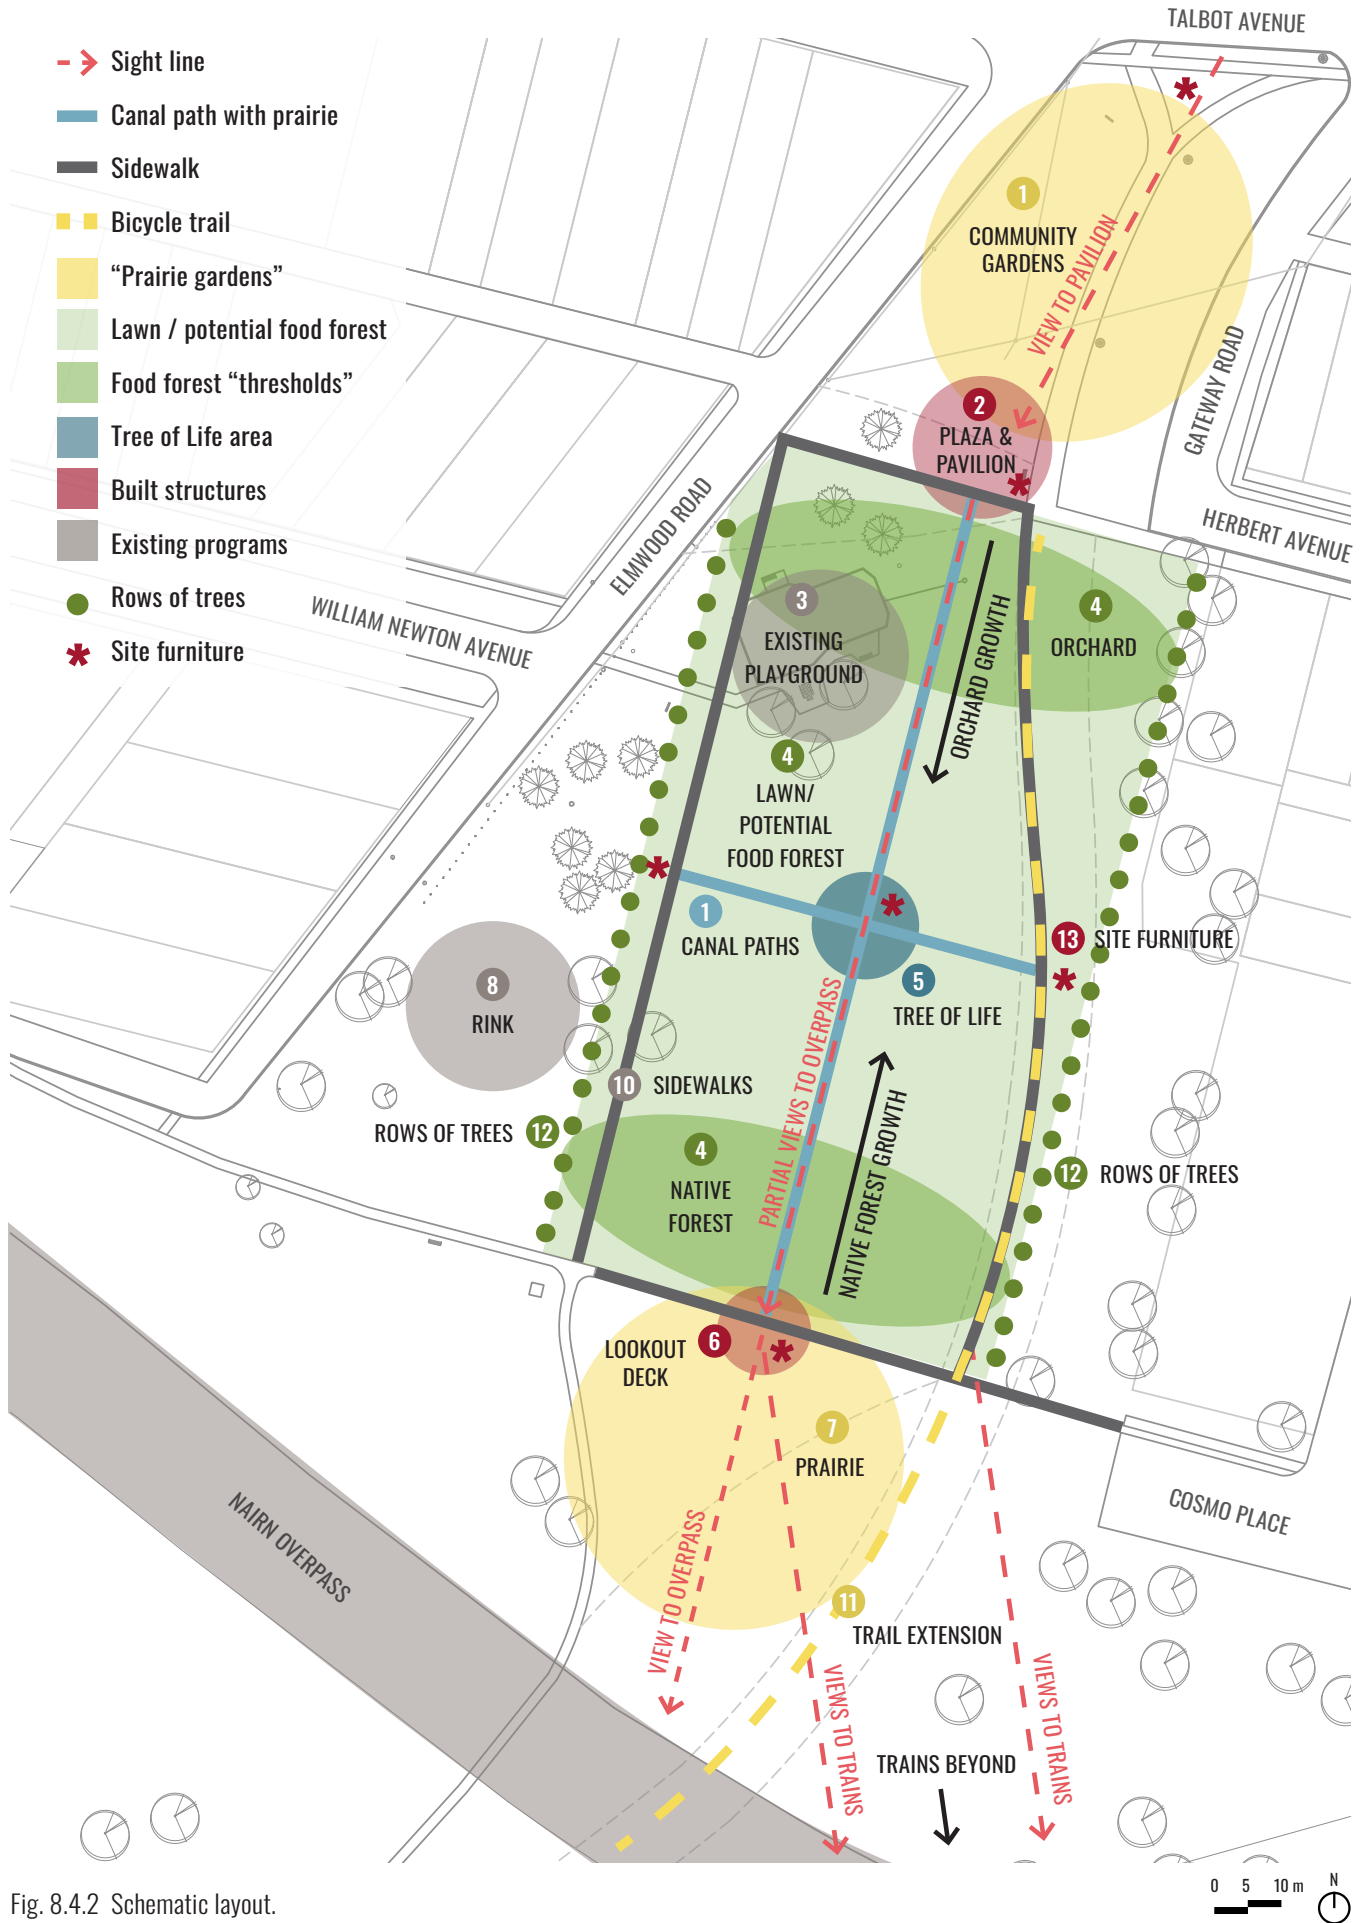 TALBOT AVENUE
Sight line
Canal path with prairie
Sidewalk
Bicycle trail
“Prairie gardens”
Lawn / potential food forest
Food forest “thresholds”
Tree of Life area
Built structures
Existing programs
Rows of trees
Site furniture
1
COMMUNITY
GARDENS
VIEW TO PAVILION
GATEWAY ROAD
2
PLAZA &
PAVILION
ELMWOOD ROAD
HERBERT AVENUE
WILLIAM NEWTON AVENUE
3
EXISTING
PLAYGROUND
4
ORCHARD
ORCHARD GROWTH
4
LAWN/
POTENTIAL
FOOD FOREST
1
CANAL PATHS
13 SITE FURNITURE
5
TREE OF LIFE
8
RINK
PARTIAL VIEWS TO OVERPASS
10 SIDEWALKS
ROWS OF TREES 12
4
NATIVE
FOREST
NATIVE FOREST GROWTH
12 ROWS OF TREES
LOOKOUT
DECK
6
7
PRAIRIE
COSMO PLACE
NAIRN OVERPASS
VIEW TO OVERPASS
11
TRAIL EXTENSION
VIEWS TO TRAINS
VIEWS TO TRAINS
TRAINS BEYOND
0 5 10 m
N
Fig. 8.4.2 Schematic layout.